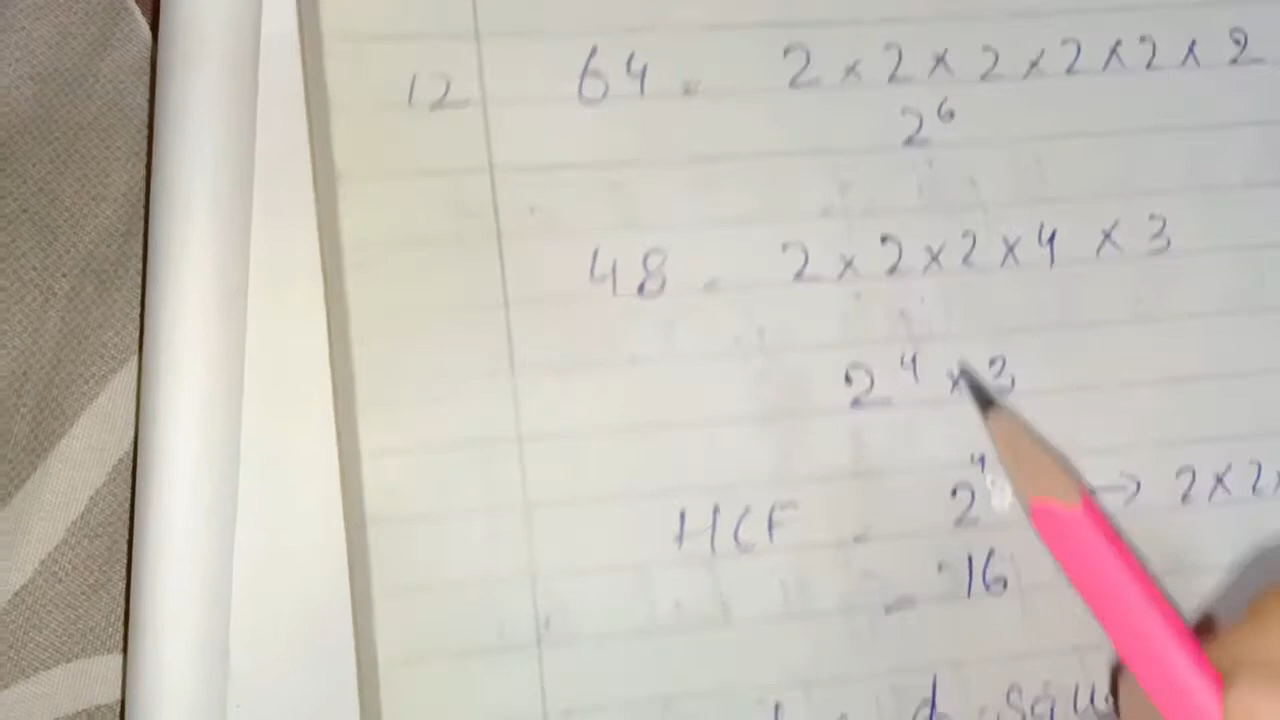 12 64 = 2 × 2 × 2 × 2 × 2 × 2
2⁶
48 = 2 × 2 × 2 × 4 × 3
2⁴ × 3
HCF = 2⁴ → 2 × 2 ×
= 16